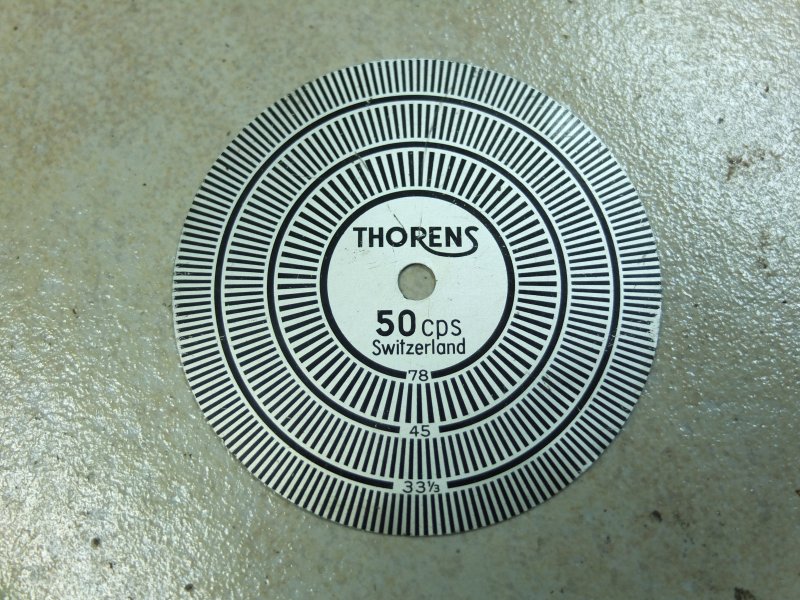 THORENS
50 cps
Switzerland
78
45
33⅓